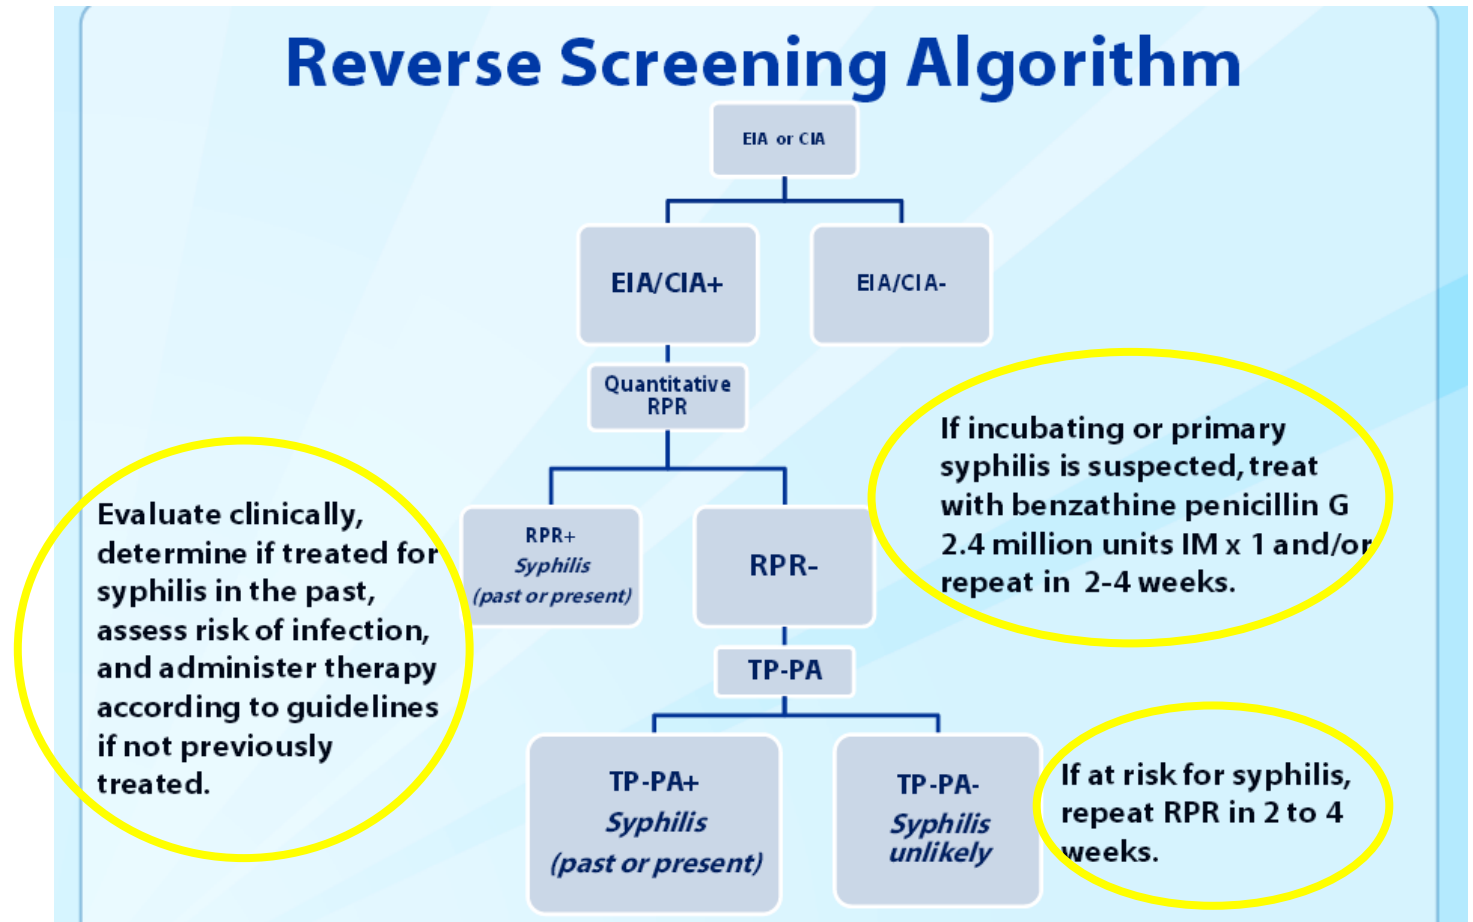 Reverse Screening Algorithm
EIA or CIA
EIA/CIA+
EIA/CIA-
Quantitative
RPR
If incubating or primary
syphilis is suspected, treat
with benzathine penicillin G
2.4 million units IM x 1 and/or
repeat in 2-4 weeks.
Evaluate clinically,
determine if treated for
syphilis in the past,
assess risk of infection,
and administer therapy
according to guidelines
if not previously
treated.
RPR+
Syphilis
(past or present)
RPR-
TP-PA
TP-PA+
Syphilis
(past or present)
TP-PA-
Syphilis
unlikely
If at risk for syphilis,
repeat RPR in 2 to 4
weeks.